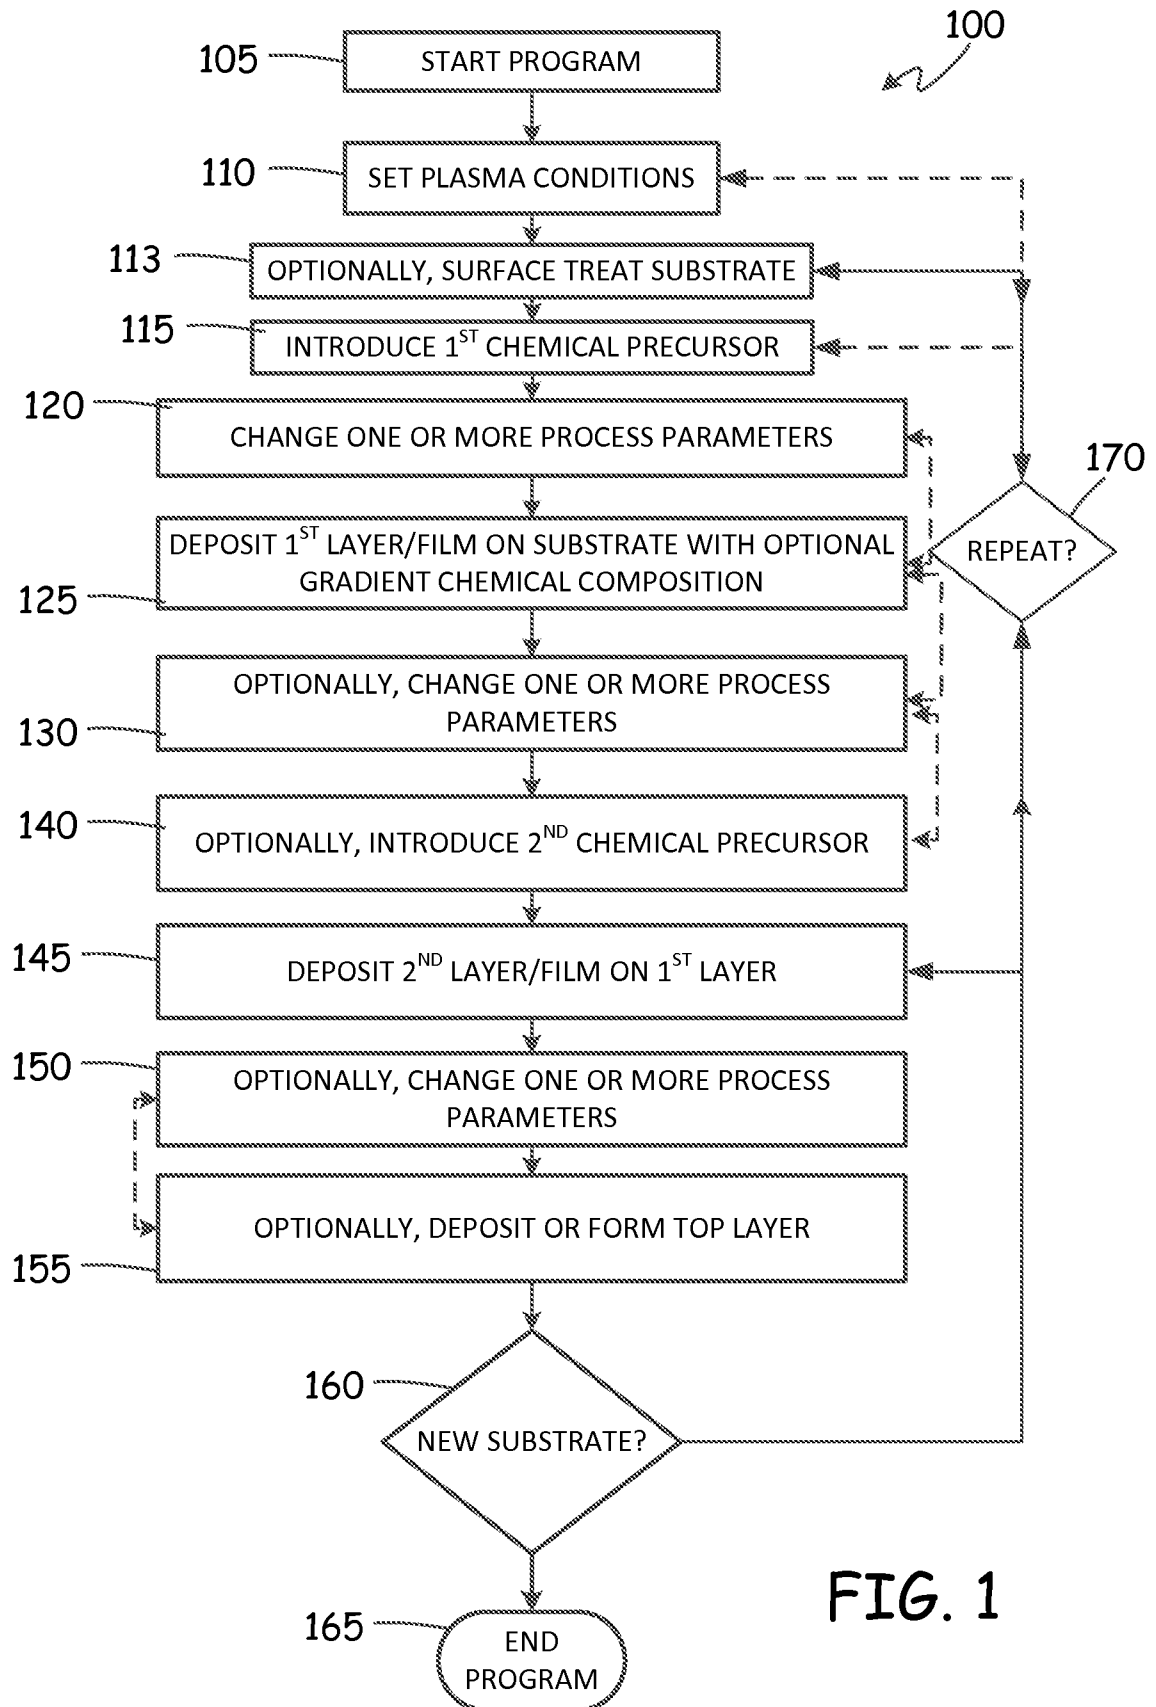 100
105
START PROGRAM
110
SET PLASMA CONDITIONS
113
OPTIONALLY, SURFACE TREAT SUBSTRATE
115
INTRODUCE 1ST CHEMICAL PRECURSOR
120
CHANGE ONE OR MORE PROCESS PARAMETERS
170
REPEAT?
DEPOSIT 1ST LAYER/FILM ON SUBSTRATE WITH OPTIONAL
GRADIENT CHEMICAL COMPOSITION
125
OPTIONALLY, CHANGE ONE OR MORE PROCESS
PARAMETERS
130
140
OPTIONALLY, INTRODUCE 2ND CHEMICAL PRECURSOR
145
DEPOSIT 2ND LAYER/FILM ON 1ST LAYER
150
OPTIONALLY, CHANGE ONE OR MORE PROCESS
PARAMETERS
OPTIONALLY, DEPOSIT OR FORM TOP LAYER
155
160
NEW SUBSTRATE?
165
END
PROGRAM
FIG. 1